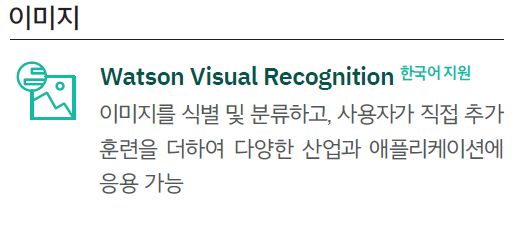 이미지
Watson Visual Recognition 한국어 지원
이미지를 식별 및 분류하고, 사용자가 직접 추가
훈련을 더하여 다양한 산업과 애플리케이션에
응용 가능